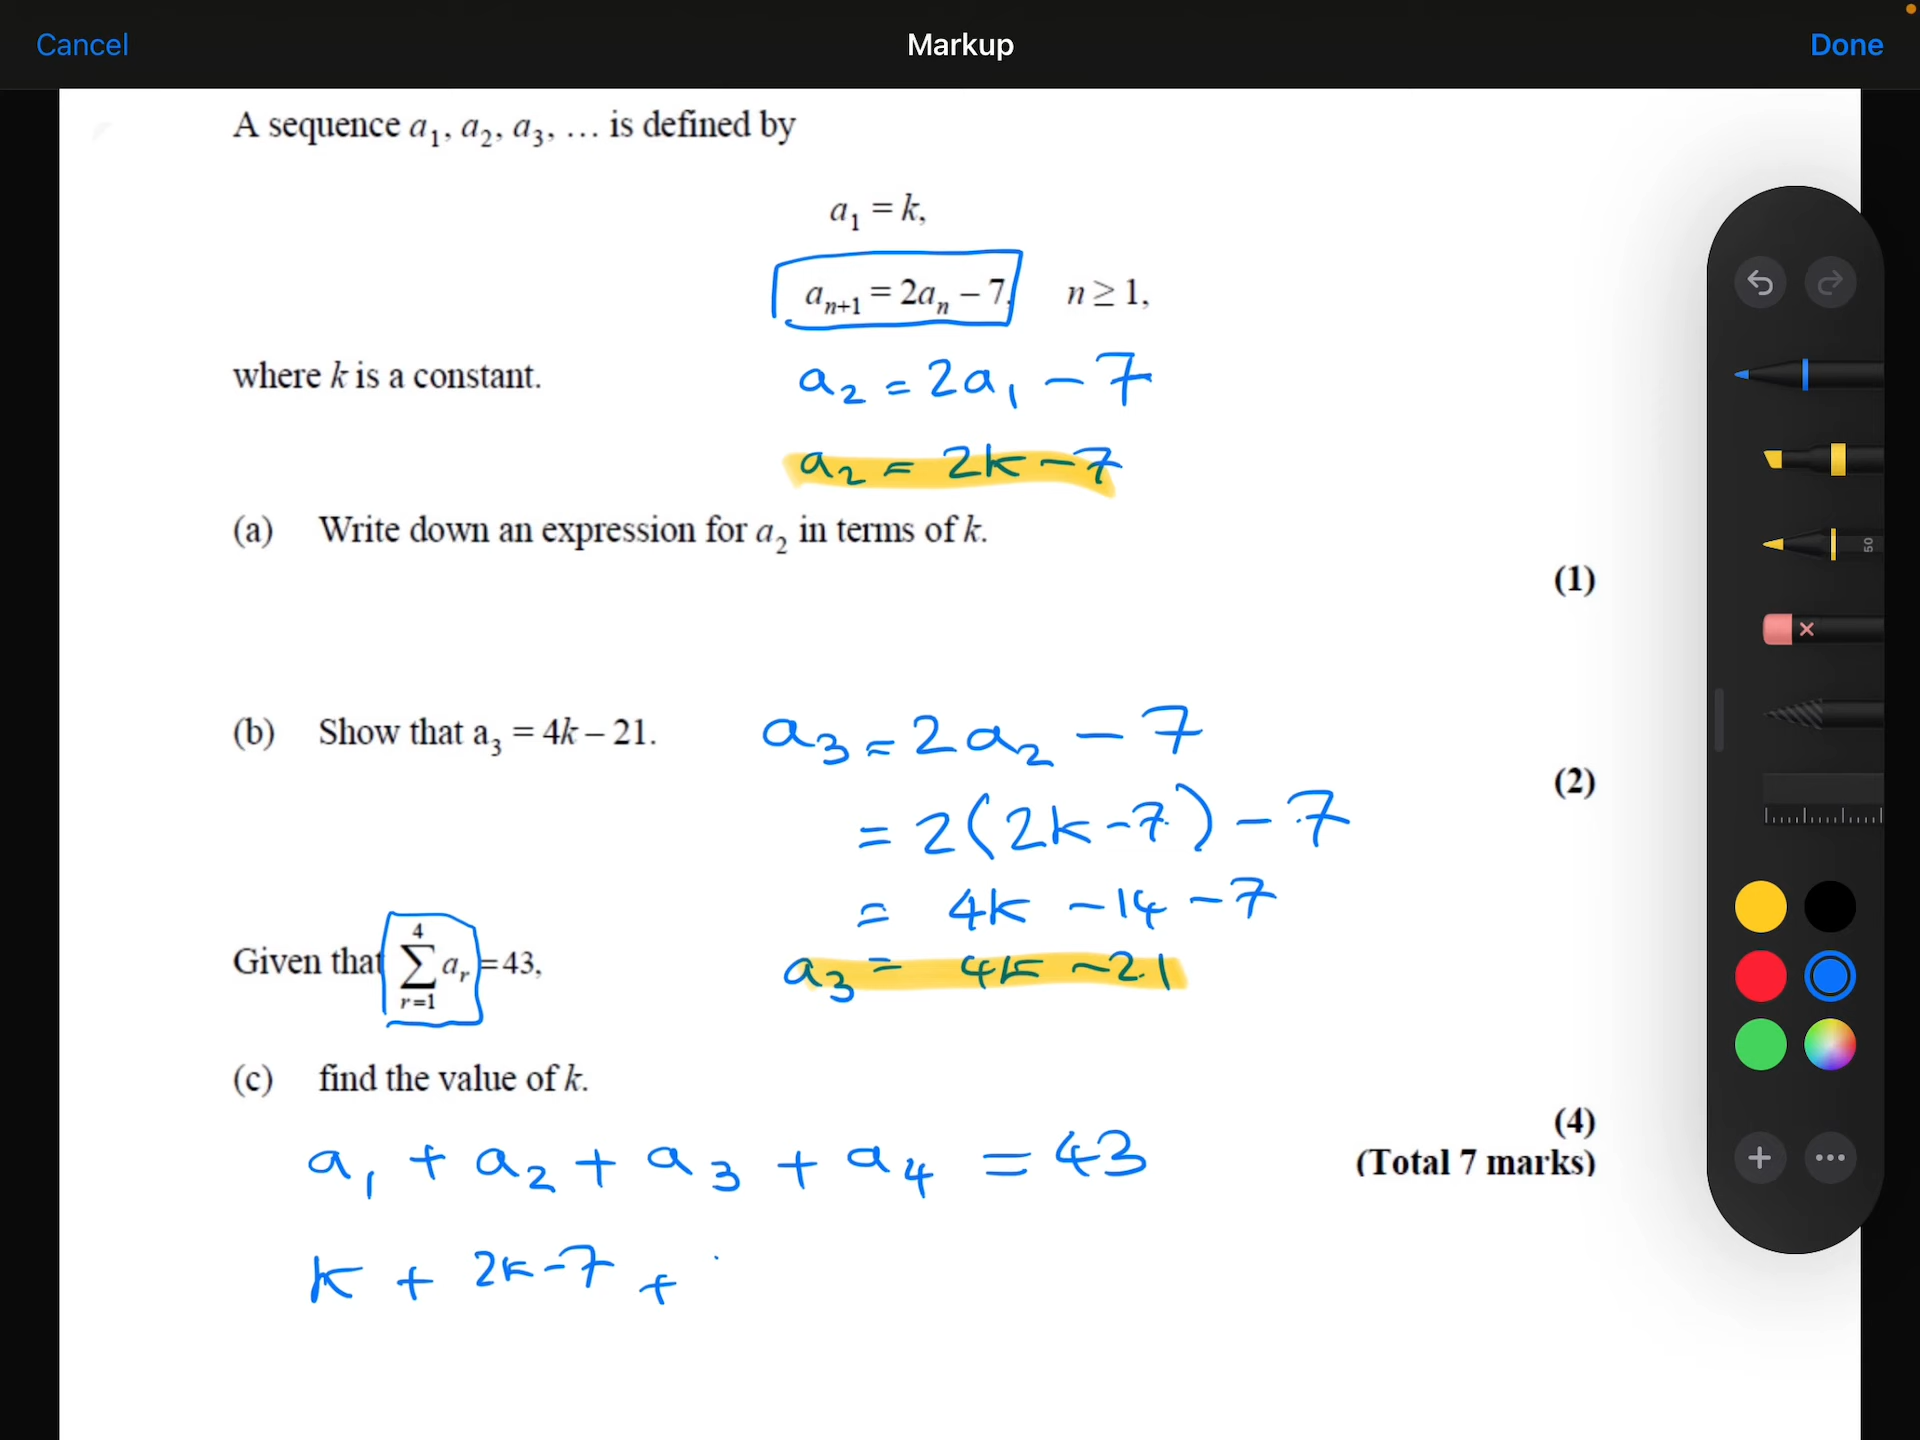 Cancel Markup Done
A sequence a₁, a₂, a₃, … is defined by
a₁ = k,
aₙ₊₁ = 2aₙ – 7, n ≥ 1,
where k is a constant.
a₂ = 2a₁ – 7
a₂ = 2k – 7
(a) Write down an expression for a₂ in terms of k.
(1)
(b) Show that a₃ = 4k – 21.
a₃ = 2a₂ – 7
(2)
= 2(2k – 7) – 7
= 4k – 14 – 7
Given that ∑_{r=1}^{4} aᵣ = 43,
a₃ = 4k – 21
(c) find the value of k.
(4)
a₁ + a₂ + a₃ + a₄ = 43
(Total 7 marks)
k + 2k – 7 +
50